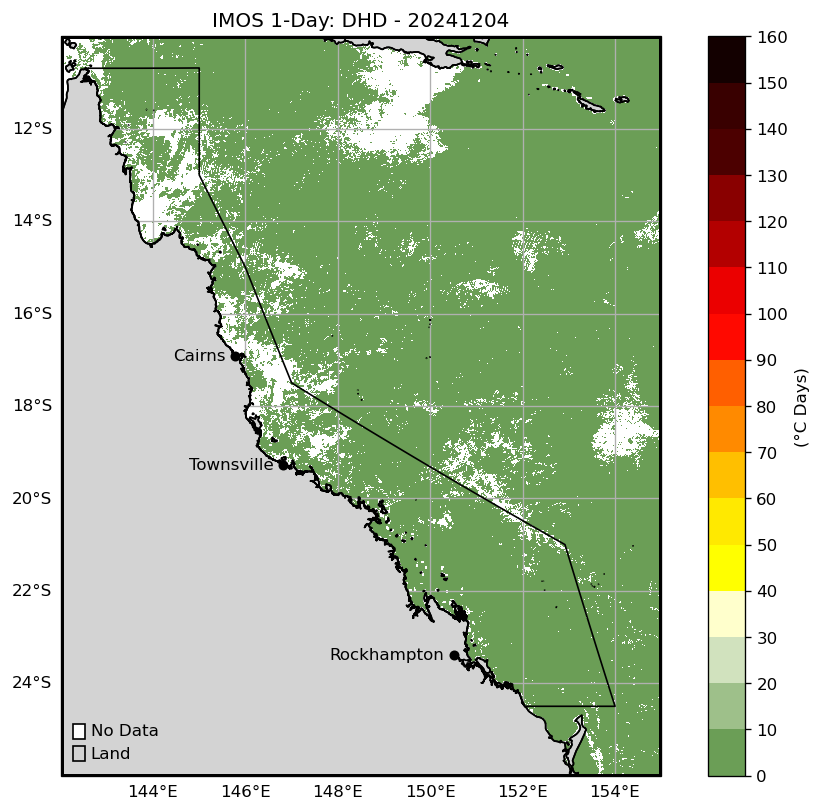 IMOS 1-Day: DHD - 20241204
12°S
14°S
16°S
18°S
20°S
22°S
24°S
Cairns
Townsville
Rockhampton
No Data
Land
144°E 146°E 148°E 150°E 152°E 154°E
160
150
140
130
120
110
100
90
80
70
60
50
40
30
20
10
0
(°C Days)